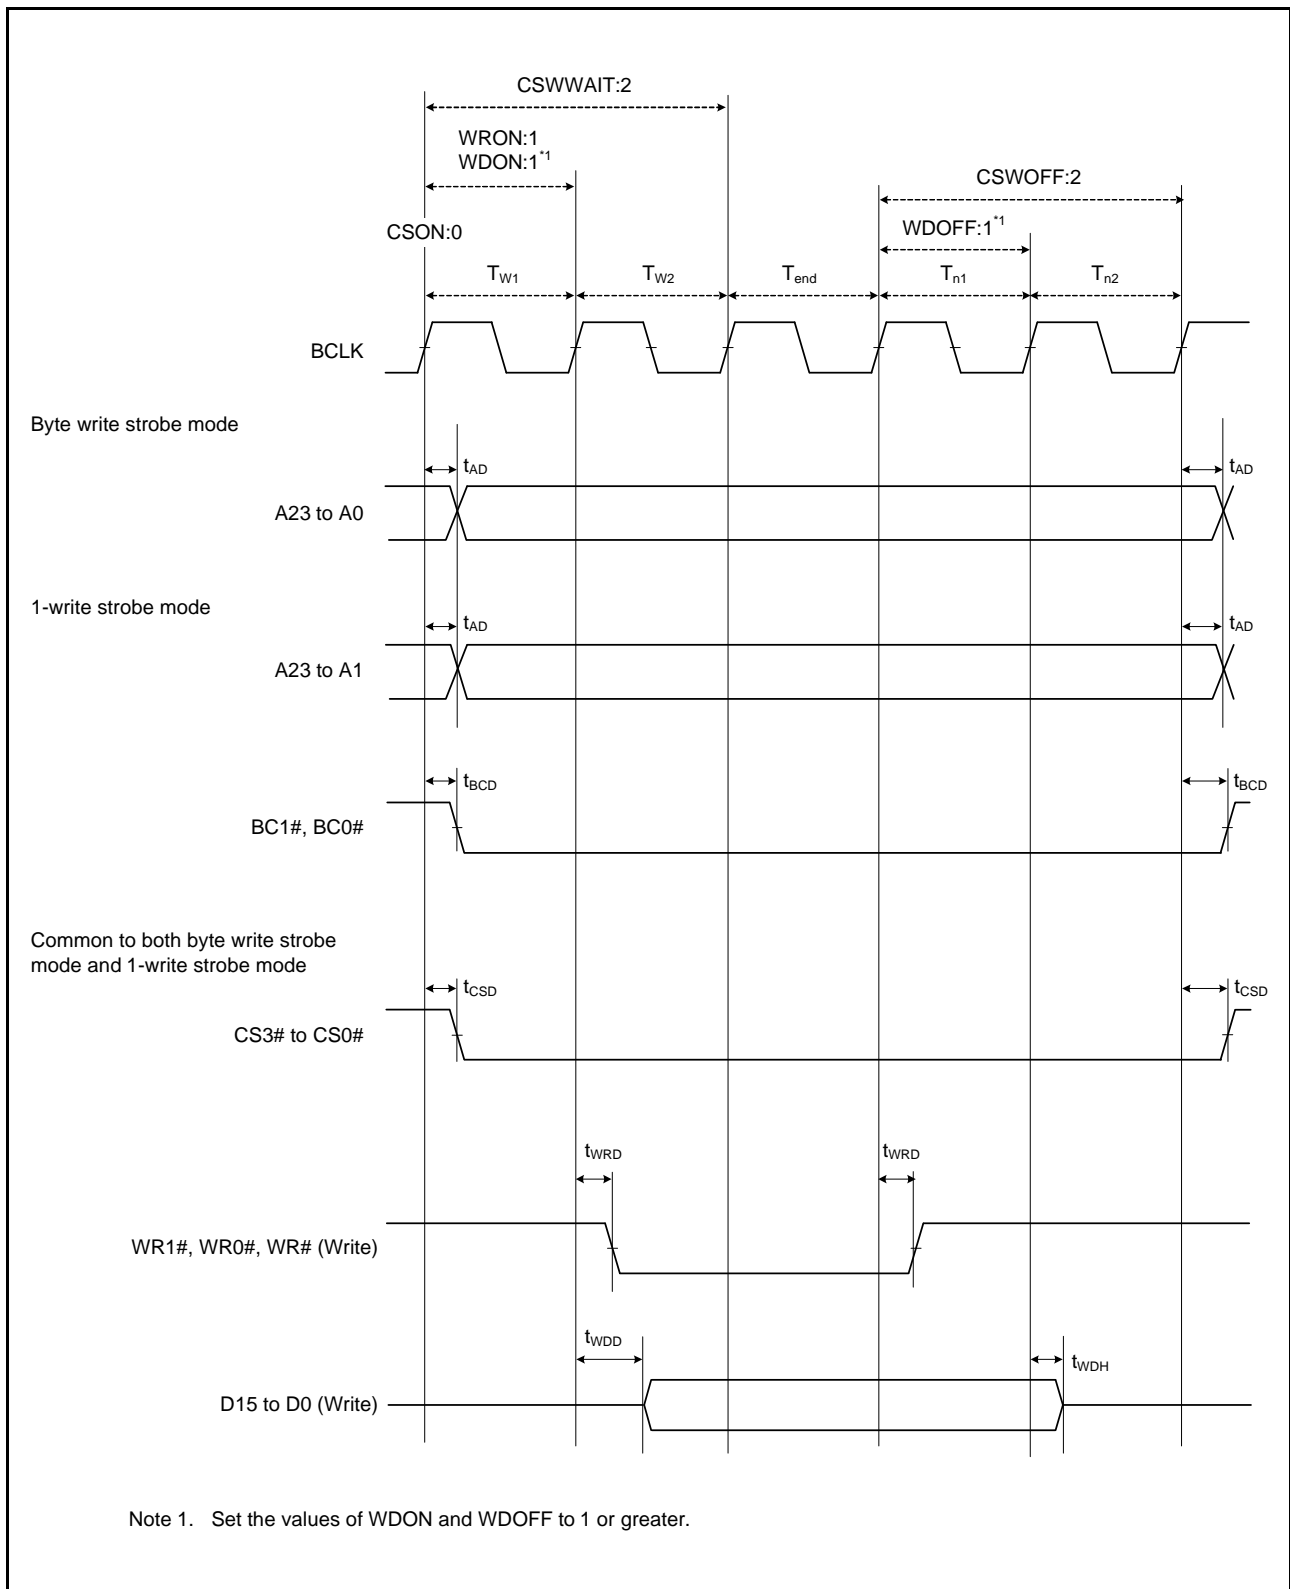 CSWWAIT:2
WRON:1
WDON:1*1
CSWOFF:2
CSON:0
WDOFF:1*1
TW1
TW2
Tend
Tn1
Tn2
BCLK
Byte write strobe mode
tAD
tAD
A23 to A0
1-write strobe mode
tAD
tAD
A23 to A1
tBCD
tBCD
BC1#, BC0#
Common to both byte write strobe
mode and 1-write strobe mode
tCSD
tCSD
CS3# to CS0#
tWRD
tWRD
WR1#, WR0#, WR# (Write)
tWDD
tWDH
D15 to D0 (Write)
Note 1. Set the values of WDON and WDOFF to 1 or greater.